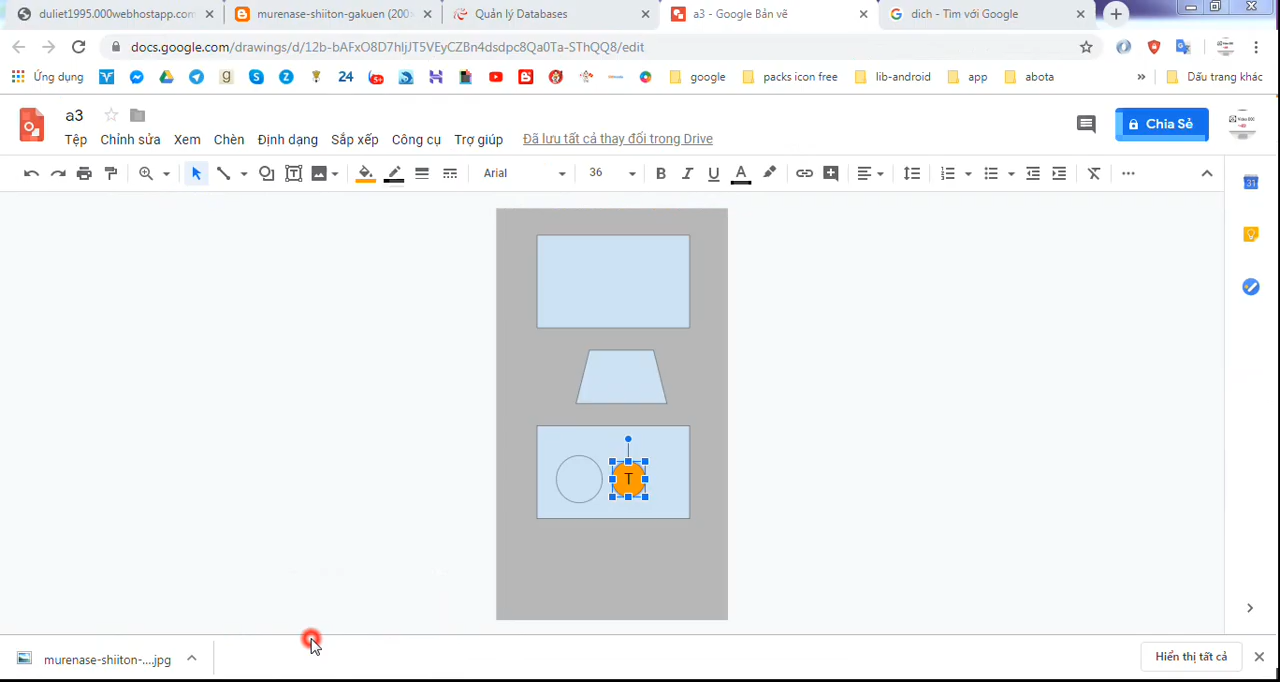 duliet1995.000webhostapp.com
murenase-shiiton-gakuen (200
Quản lý Databases
a3 - Google Bản vẽ
dich - Tìm với Google
docs.google.com/drawings/d/12b-bAFxO8D7hljJT5VEyCZBn4dsdpc8Qa0Ta-SThQQ8/edit
Ứng dụng
24
google
packs icon free
lib-android
app
abota
»
Dấu trang khác
a3
Tệp Chỉnh sửa Xem Chèn Định dạng Sắp xếp Công cụ Trợ giúp Đã lưu tất cả thay đổi trong Drive
Chia Sẻ
Arial 36 B I U A
31
T
murenase-shiiton-....jpg
Hiển thị tất cả